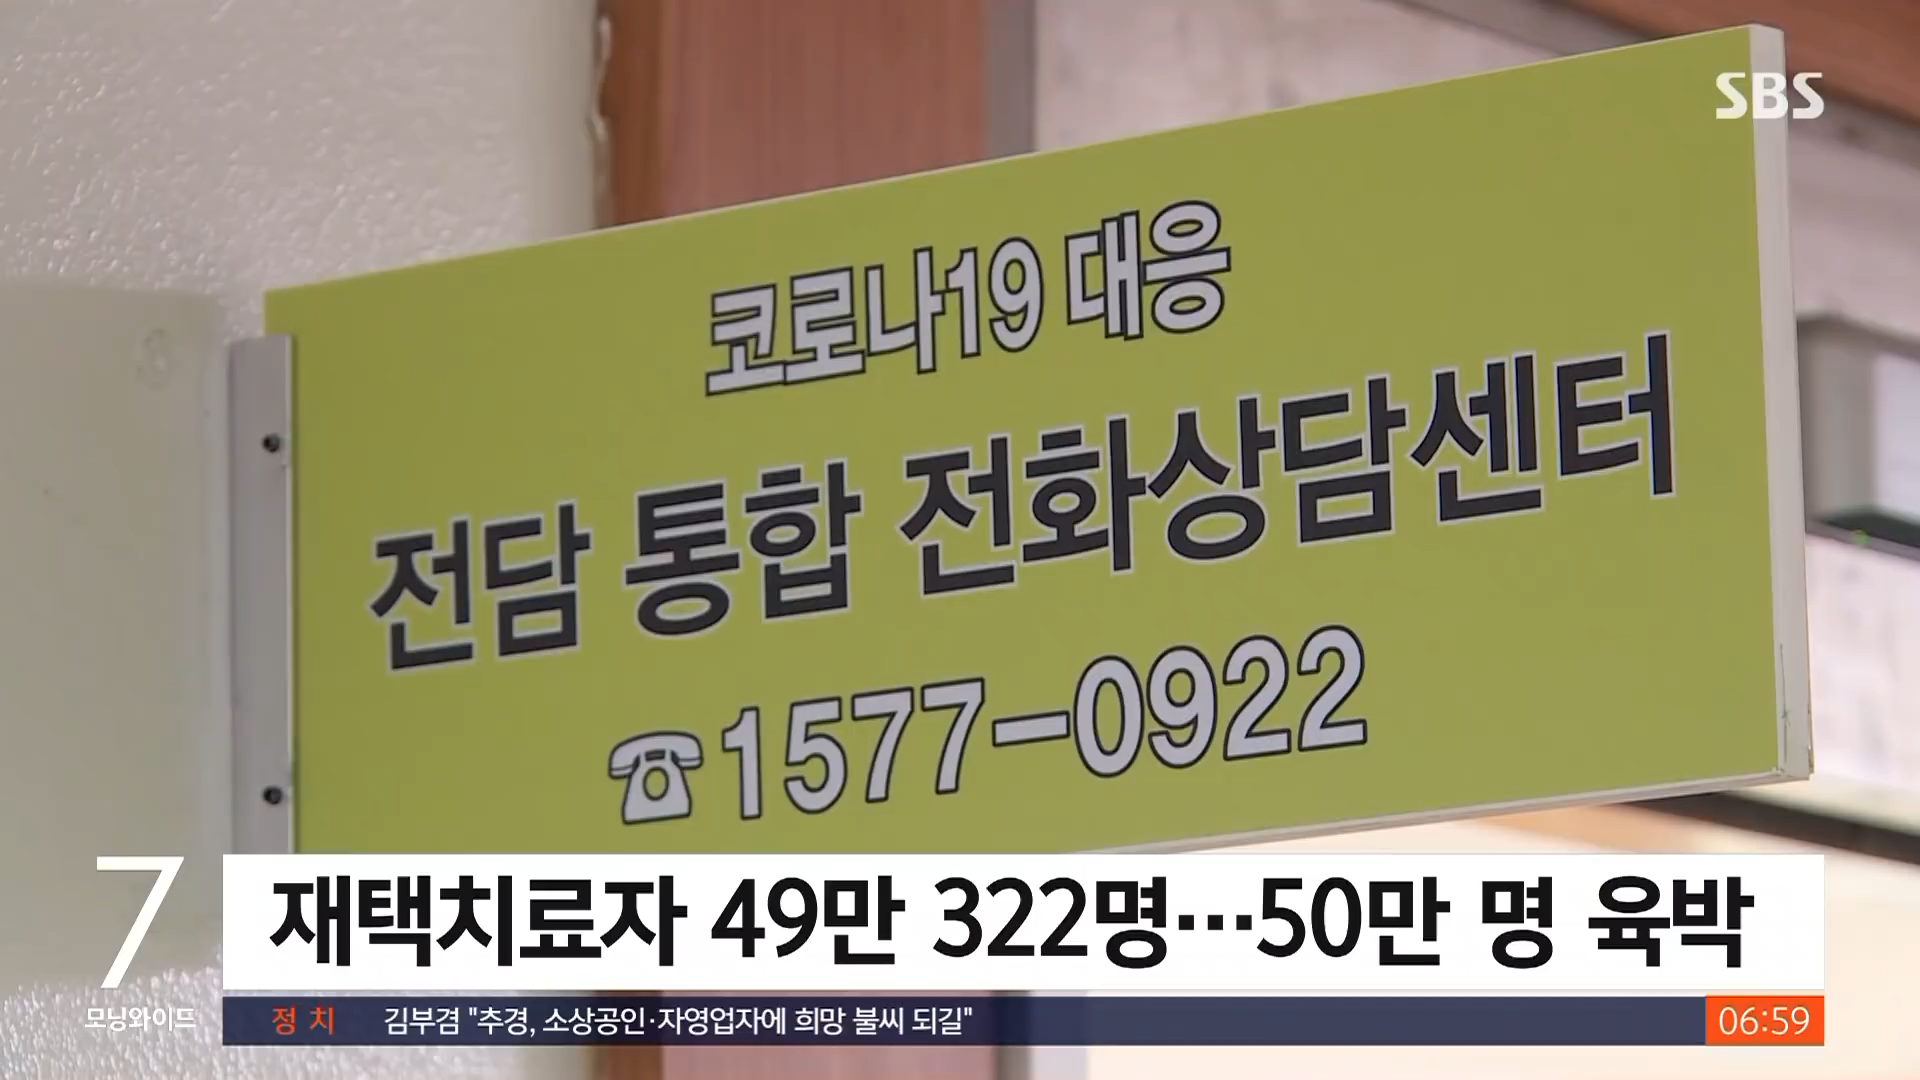 SBS
코로나19 대응
전담 통합 전화상담센터
☎1577-0922
7
모닝와이드
재택치료자 49만 322명…50만 명 육박
정치 김부겸 "추경, 소상공인·자영업자에 희망 불씨 되길"
06:59